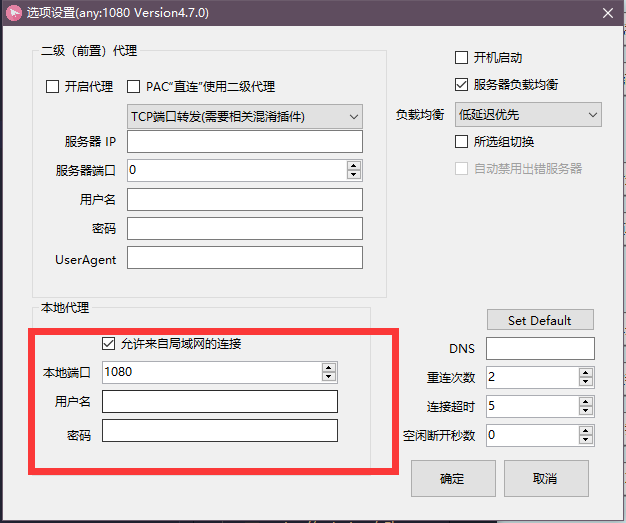 选项设置(any:1080 Version4.7.0)
二级（前置）代理
开启代理
PAC“直连”使用二级代理
TCP端口转发(需要相关混淆插件)
服务器 IP
服务器端口
0
用户名
密码
UserAgent
开机启动
服务器负载均衡
负载均衡
低延迟优先
所选组切换
自动禁用出错服务器
本地代理
允许来自局域网的连接
本地端口
1080
用户名
密码
Set Default
DNS
重连次数
2
连接超时
5
空闲断开秒数
0
确定
取消